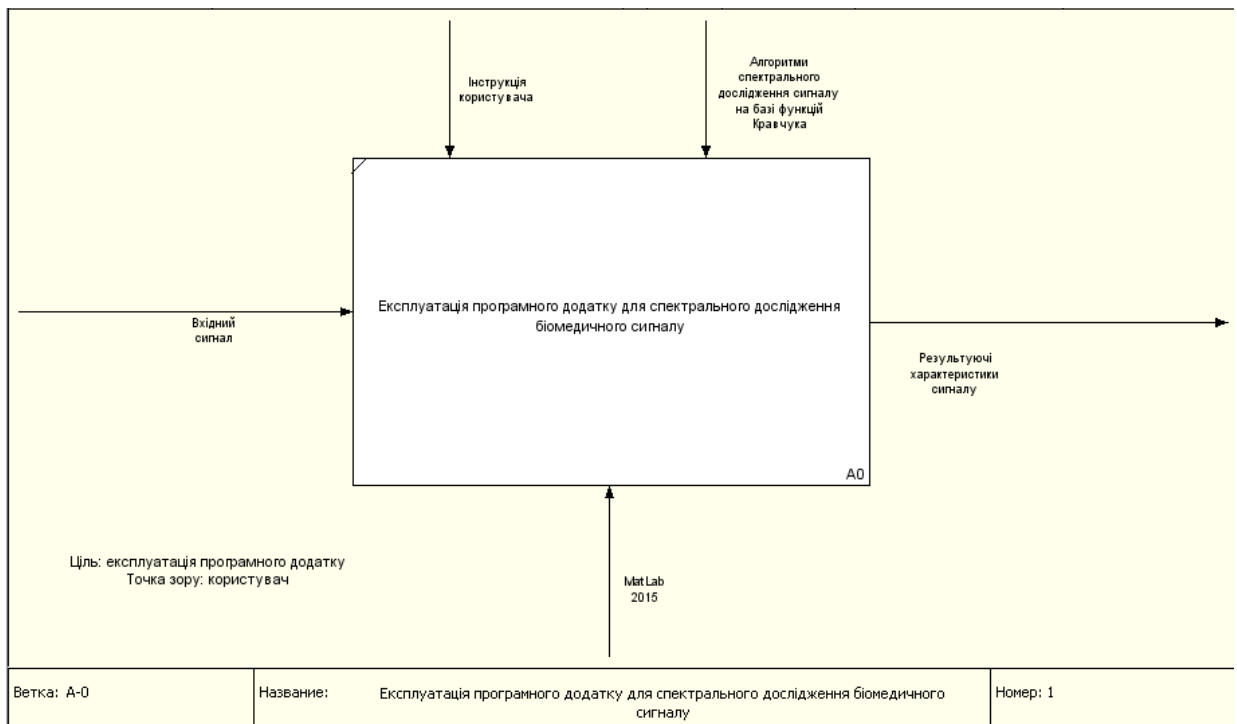 Інструкція
користувача
Алгоритми
спектрального
дослідження сигналу
на базі функцій
Кравчука
Експлуатація програмного додатку для спектрального дослідження
біомедичного сигналу
Вхідний
сигнал
Результуючі
характеристики
сигналу
A0
Ціль: експлуатація програмного додатку
Точка зору: користувач
MatLab
2015
Ветка: A-0
Название:
Експлуатація програмного додатку для спектрального дослідження біомедичного
сигналу
Номер: 1